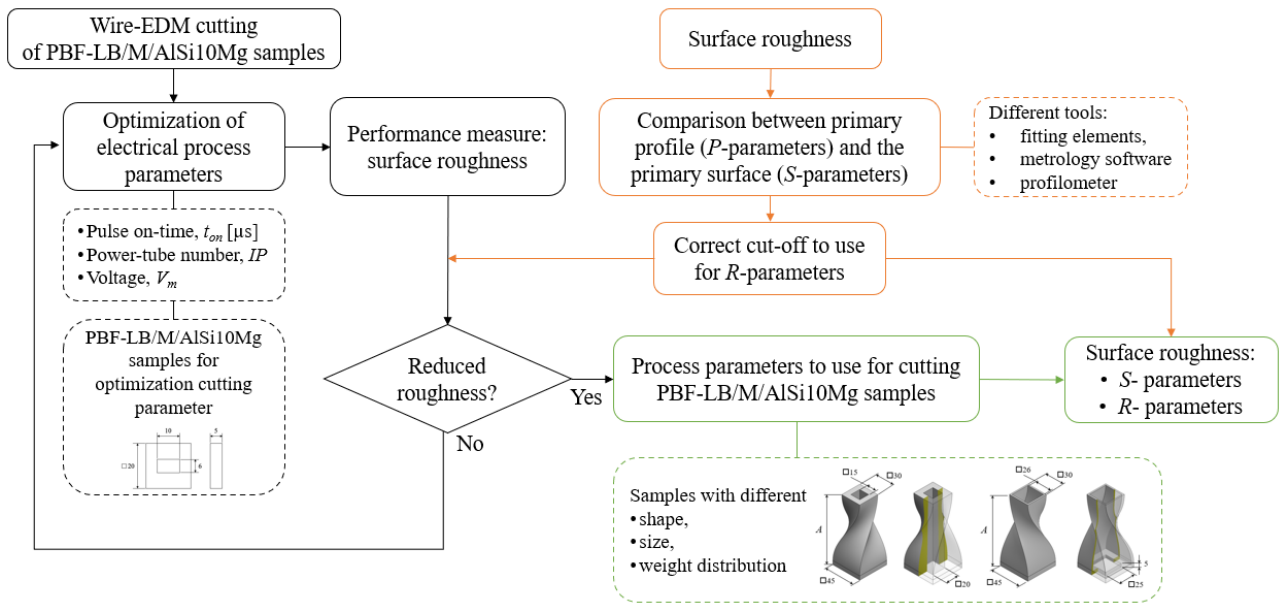 Wire-EDM cutting
of PBF-LB/M/AlSi10Mg samples
Optimization of
electrical process
parameters
Performance measure:
surface roughness
•Pulse on-time, ton [µs]
•Power-tube number, IP
•Voltage, Vm
PBF-LB/M/AlSi10Mg
samples for
optimization cutting
parameter
10
5
□20
6
Reduced
roughness?
Yes
No
Surface roughness
Comparison between primary
profile (P-parameters) and the
primary surface (S-parameters)
Different tools:
• fitting elements,
• metrology software
• profilometer
Correct cut-off to use
for R-parameters
Process parameters to use for cutting
PBF-LB/M/AlSi10Mg samples
Surface roughness:
• S- parameters
• R- parameters
Samples with different
•shape,
•size,
•weight distribution
□15
□30
A
□45
□20
□26
□30
A
□45
5
□25